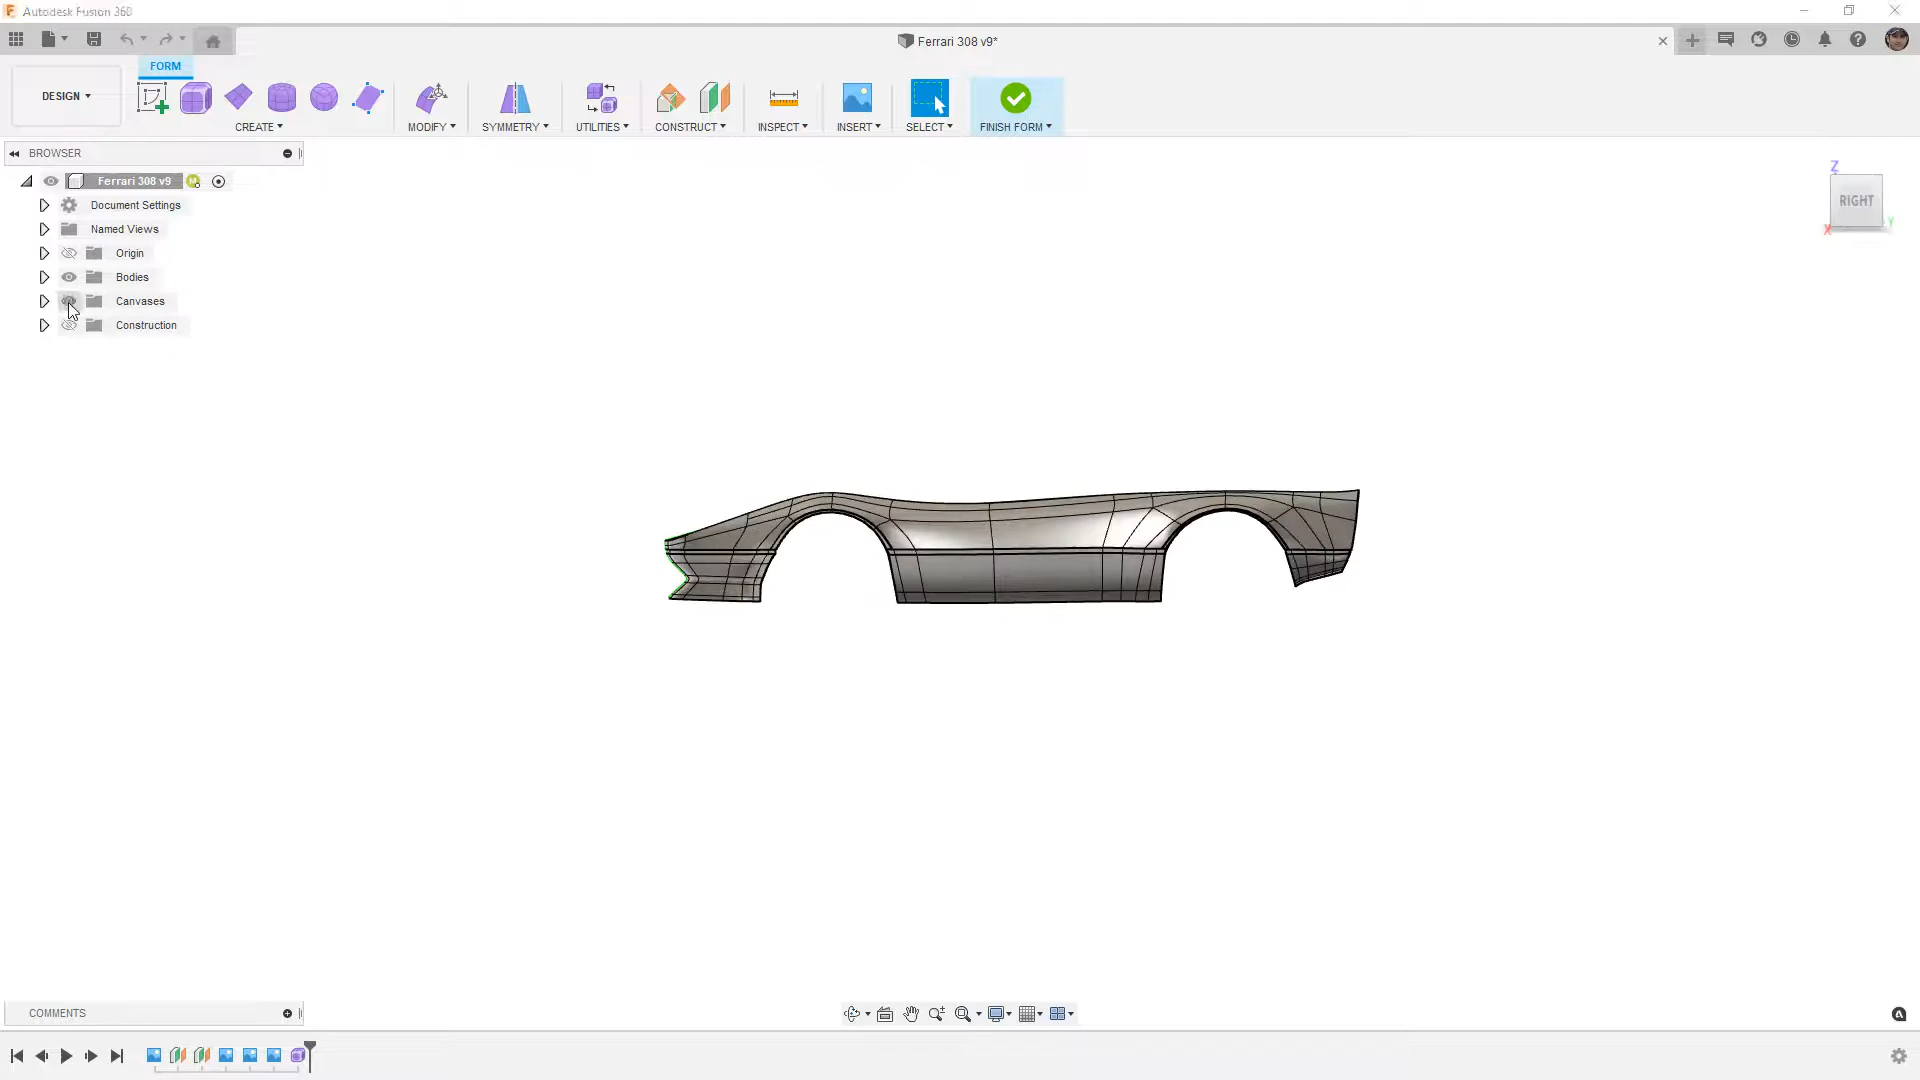 Autodesk Fusion 360
Ferrari 308 v9*
FORM
DESIGN
CREATE
MODIFY
SYMMETRY
UTILITIES
CONSTRUCT
INSPECT
INSERT
SELECT
FINISH FORM
BROWSER
Ferrari 308 v9
Document Settings
Named Views
Origin
Bodies
Canvases
Construction
Z
RIGHT
Y
X
COMMENTS